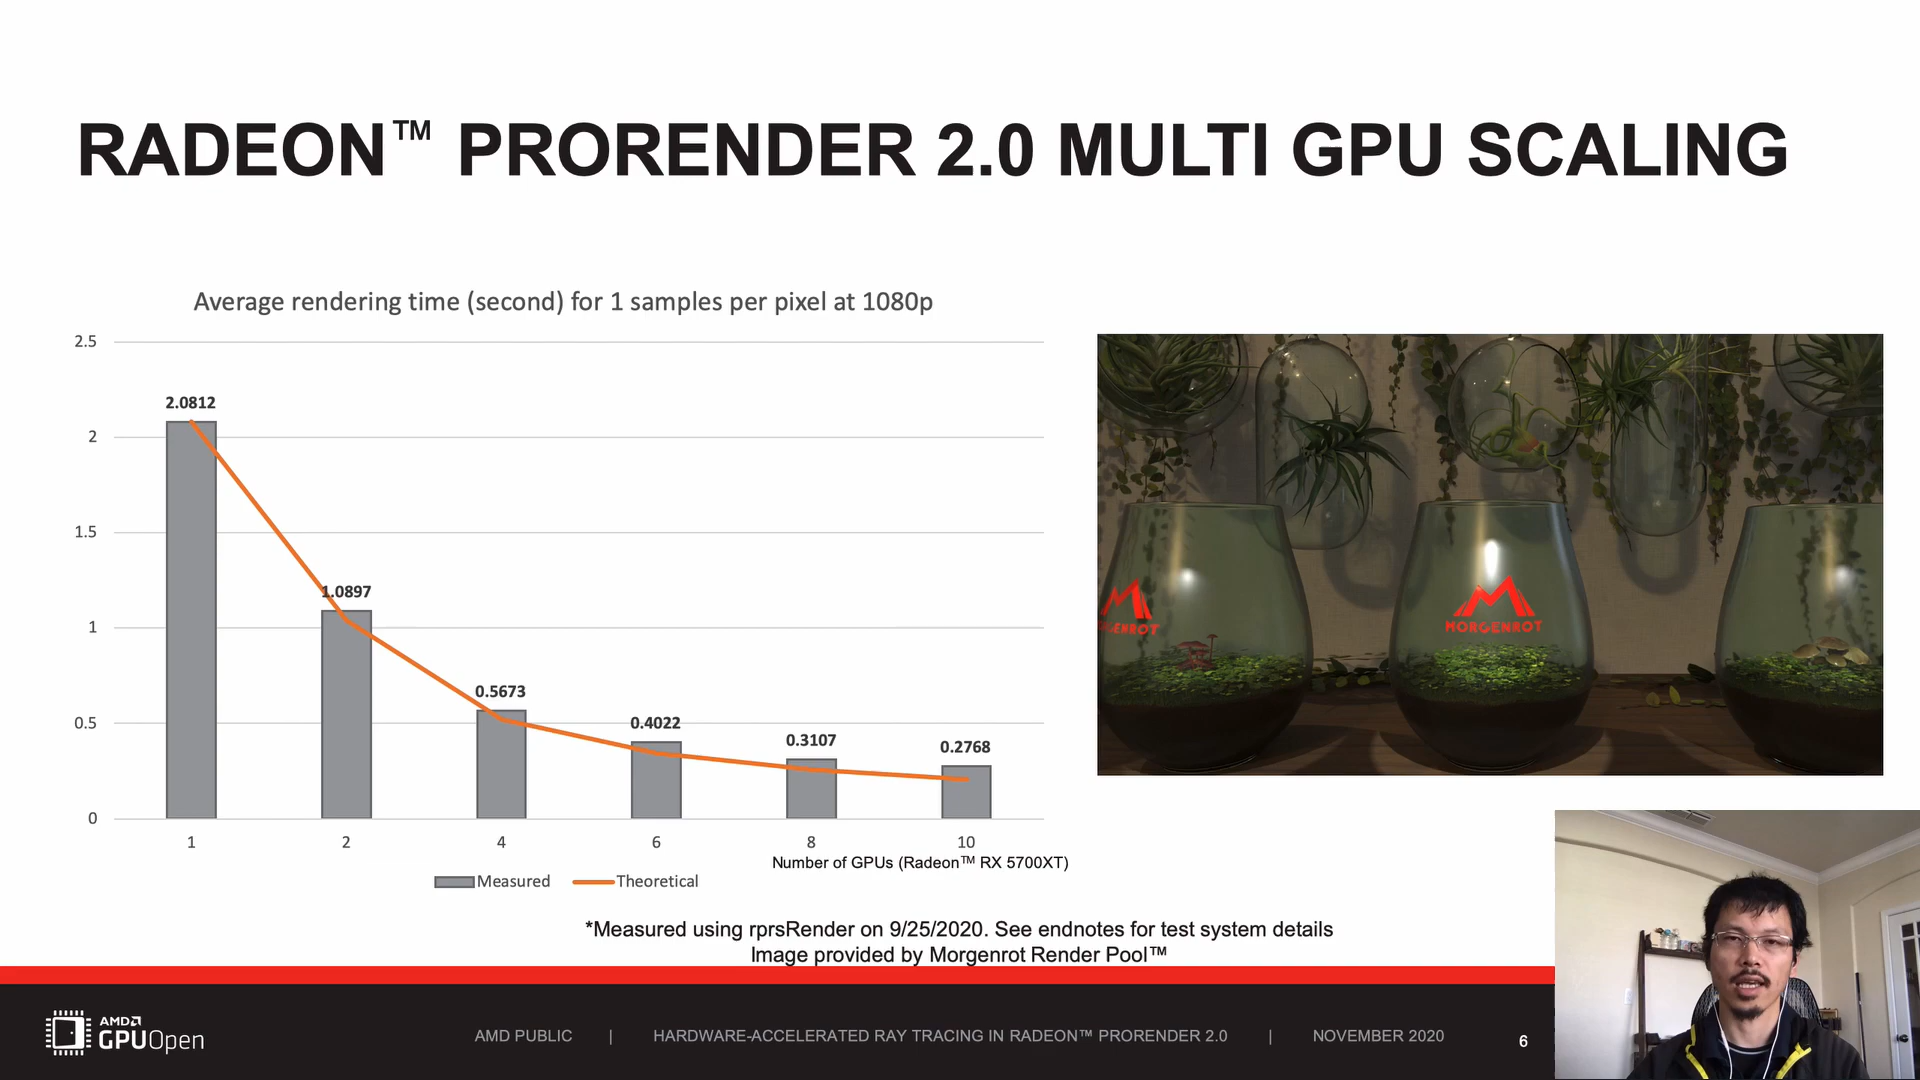 RADEON™ PRORENDER 2.0 MULTI GPU SCALING
Average rendering time (second) for 1 samples per pixel at 1080p
2.5
2
1.5
1
0.5
0
2.0812
1.0897
0.5673
0.4022
0.3107
0.2768
1 2 4 6 8 10
Number of GPUs (Radeon™ RX 5700XT)
Measured Theoretical
MORGENROT
GENROT
*Measured using rprsRender on 9/25/2020. See endnotes for test system details
Image provided by Morgenrot Render Pool™
AMD
GPUOpen
AMD PUBLIC | HARDWARE-ACCELERATED RAY TRACING IN RADEON™ PRORENDER 2.0 | NOVEMBER 2020
6